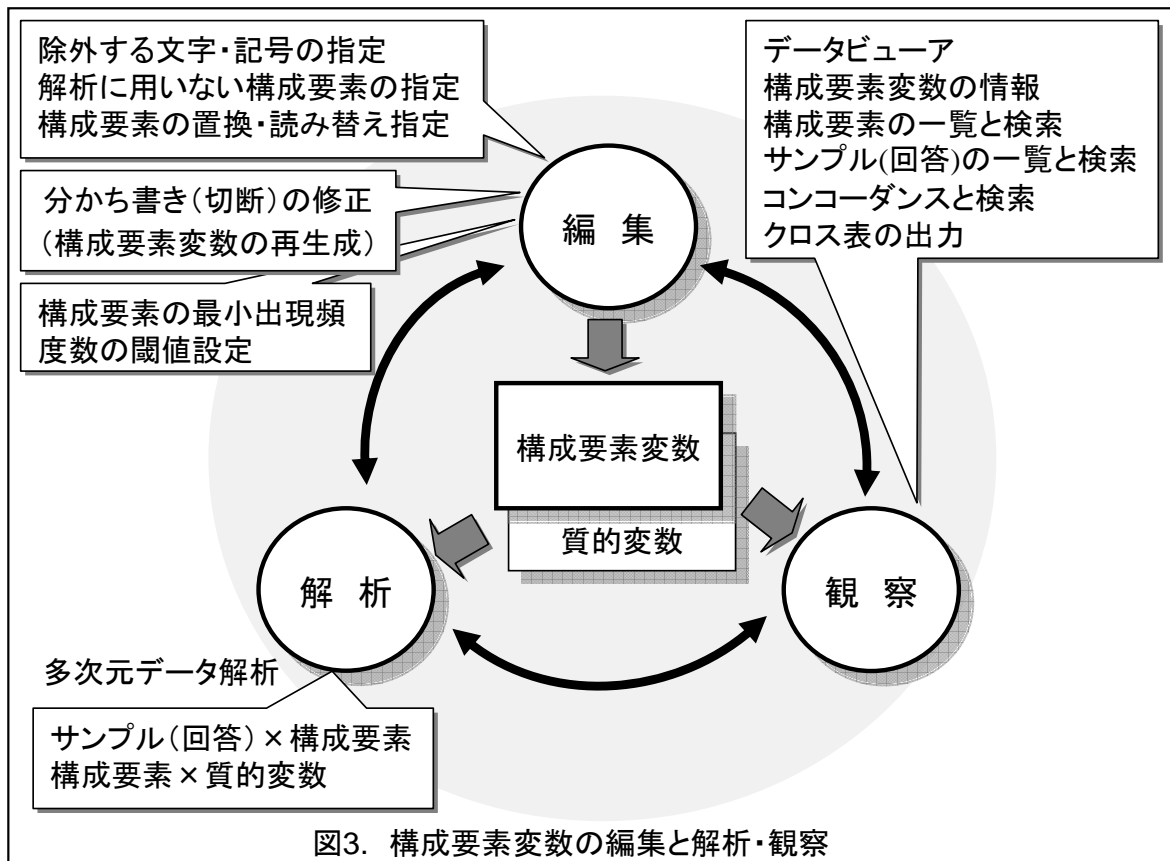 除外する文字・記号の指定
解析に用いない構成要素の指定
構成要素の置換・読み替え指定
分かち書き(切断)の修正
(構成要素変数の再生成)
構成要素の最小出現頻
度数の閾値設定
データビューア
構成要素変数の情報
構成要素の一覧と検索
サンプル(回答)の一覧と検索
コンコーダンスと検索
クロス表の出力
編 集
構成要素変数
質的変数
解 析
観 察
多次元データ解析
サンプル(回答)×構成要素
構成要素×質的変数
図3. 構成要素変数の編集と解析・観察